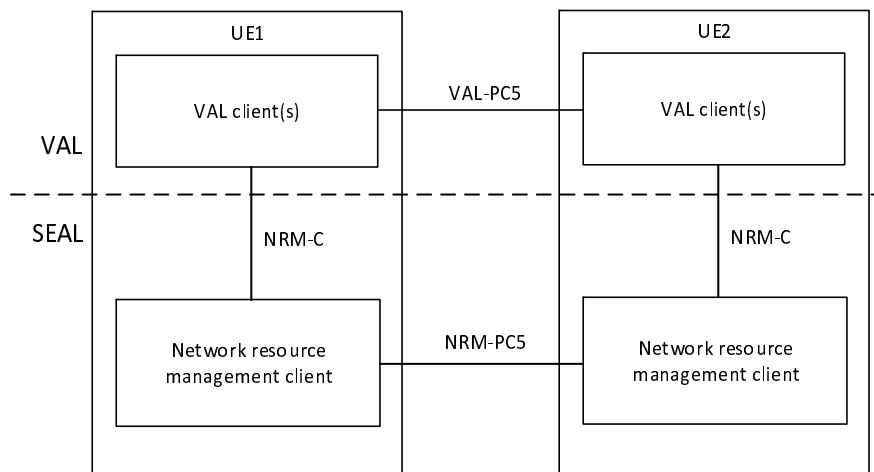 UE1
UE2
VAL client(s)
VAL-PC5
VAL client(s)
VAL
SEAL
NRM-C
NRM-C
Network resource
management client
NRM-PC5
Network resource
management client